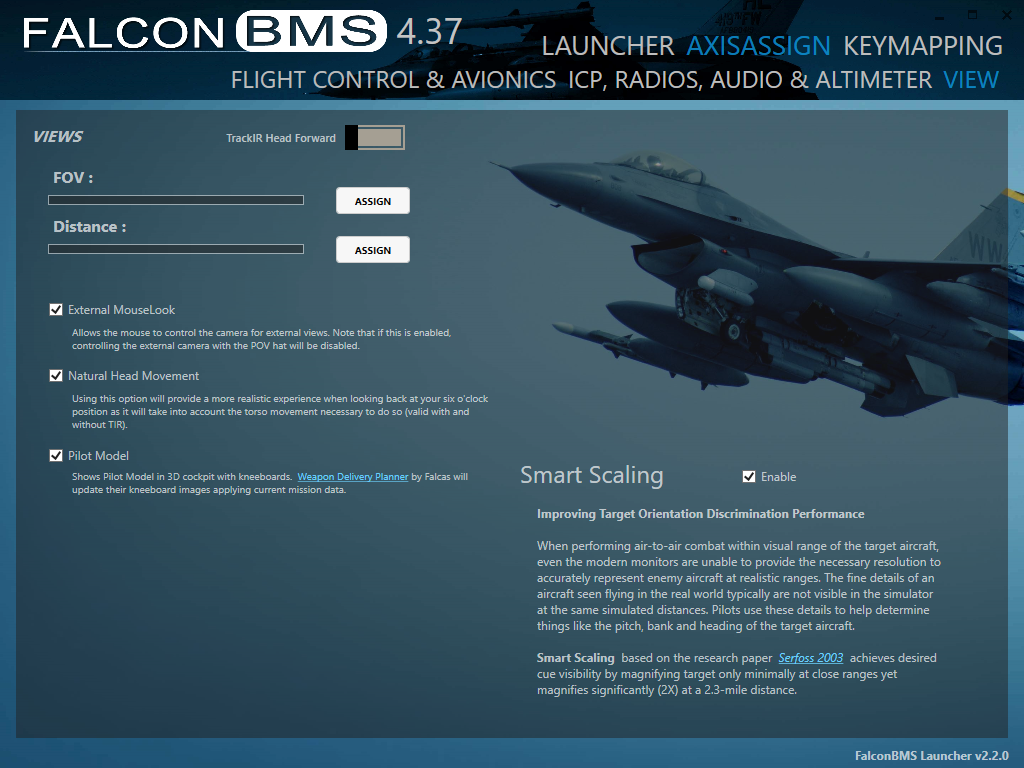 FALCON BMS 4.37
LAUNCHER AXISASSIGN KEYMAPPING
FLIGHT CONTROL & AVIONICS ICP, RADIOS, AUDIO & ALTIMETER VIEW
VIEWS
TrackIR Head Forward
FOV :
ASSIGN
Distance :
ASSIGN
WW
External MouseLook
Allows the mouse to control the camera for external views. Note that if this is enabled,
controlling the external camera with the POV hat will be disabled.
Natural Head Movement
Using this option will provide a more realistic experience when looking back at your six o'clock
position as it will take into account the torso movement necessary to do so (valid with and
without TIR).
Pilot Model
Shows Pilot Model in 3D cockpit with kneeboards. Weapon Delivery Planner by Falcas will
update their kneeboard images applying current mission data.
Smart Scaling
Enable
Improving Target Orientation Discrimination Performance
When performing air-to-air combat within visual range of the target aircraft,
even the modern monitors are unable to provide the necessary resolution to
accurately represent enemy aircraft at realistic ranges. The fine details of an
aircraft seen flying in the real world typically are not visible in the simulator
at the same simulated distances. Pilots use these details to help determine
things like the pitch, bank and heading of the target aircraft.
Smart Scaling based on the research paper Serfoss 2003 achieves desired
cue visibility by magnifying target only minimally at close ranges yet
magnifies significantly (2X) at a 2.3-mile distance.
FalconBMS Launcher v2.2.0